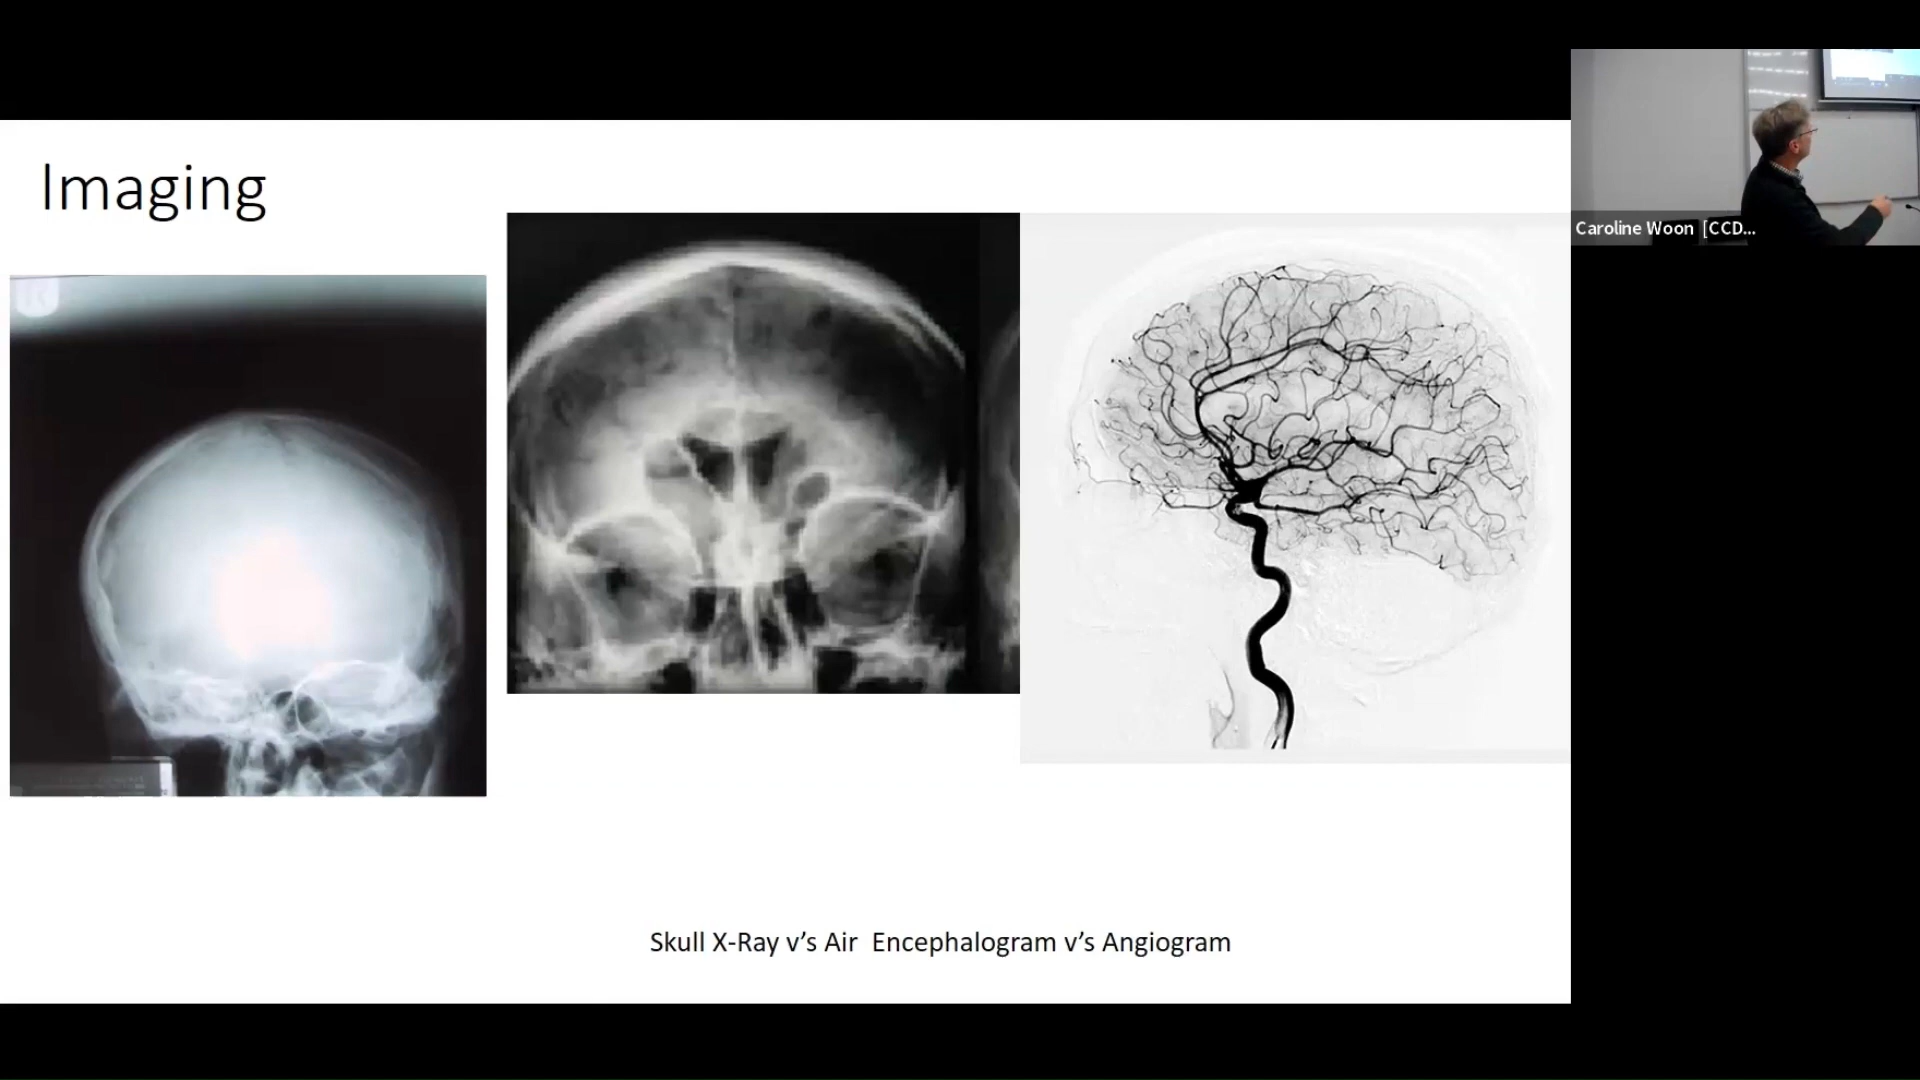 Imaging
Caroline Woon [CCD...
Skull X-Ray v’s Air  Encephalogram v’s Angiogram